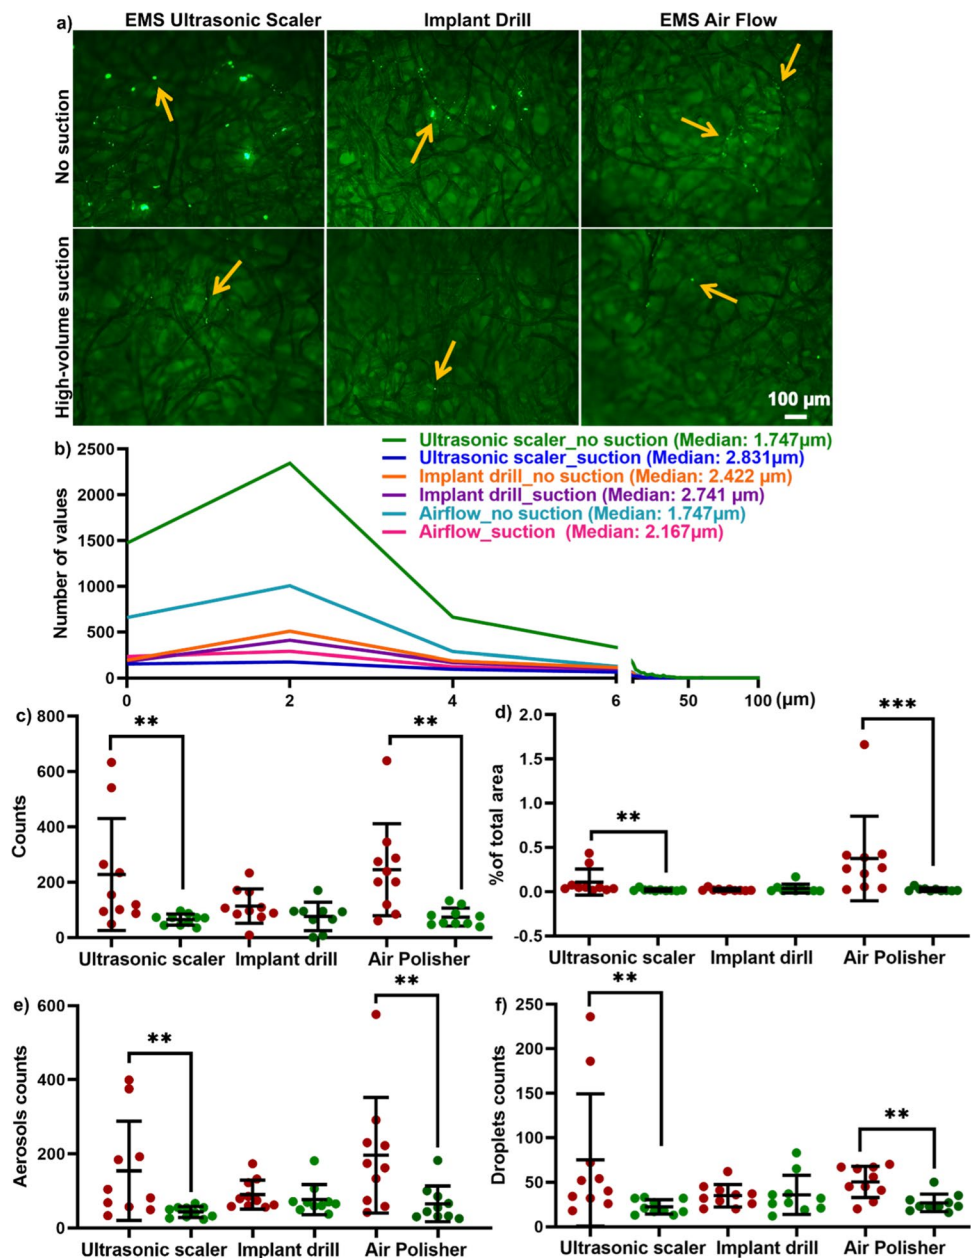 a)
EMS Ultrasonic Scaler
Implant Drill
EMS Air Flow
No suction
High-volume suction
100 µm
b)
Ultrasonic scaler_no suction (Median: 1.747µm)
Ultrasonic scaler_suction (Median: 2.831µm)
Implant drill_no suction (Median: 2.422 µm)
Implant drill_suction (Median: 2.741 µm)
Airflow_no suction (Median: 1.747µm)
Airflow_suction (Median: 2.167µm)
Number of values
2500
2000
1500
1000
500
0
0
2
4
6
50
100
(µm)
c)
Counts
800
600
400
200
0
**
**
Ultrasonic scaler
Implant drill
Air Polisher
d)
%of total area
2.0
1.5
1.0
0.5
0.0
-0.5
**
***
Ultrasonic scaler
Implant drill
Air Polisher
e)
Aerosols counts
600
400
200
0
**
**
Ultrasonic scaler
Implant drill
Air Polisher
f)
Droplets counts
250
200
150
100
50
0
**
**
Ultrasonic scaler
Implant drill
Air Polisher